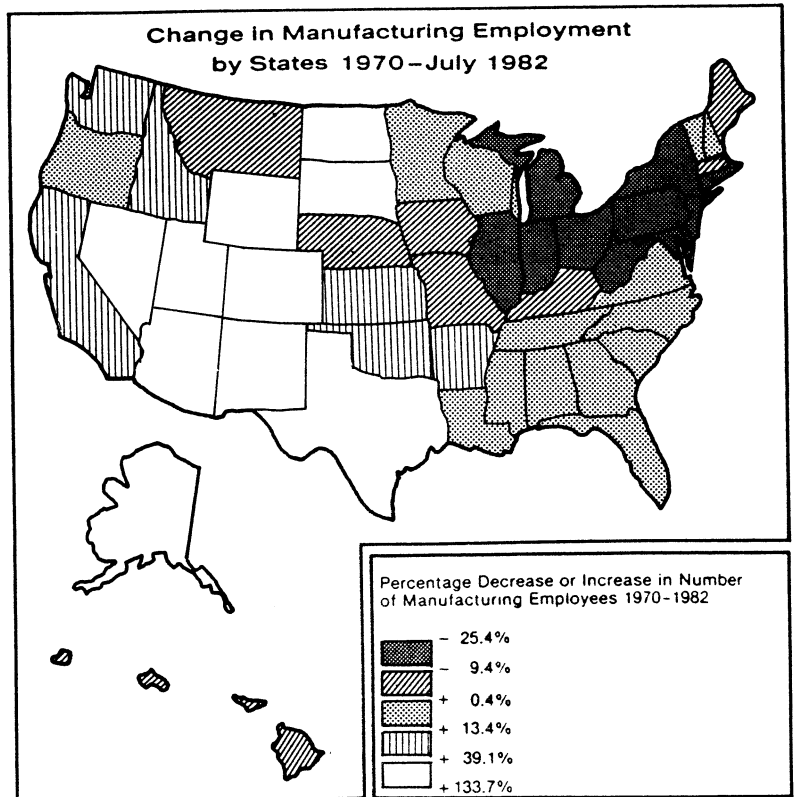 Change in Manufacturing Employment
by States 1970–July 1982
Percentage Decrease or Increase in Number
of Manufacturing Employees 1970-1982
- 25.4%
- 9.4%
+ 0.4%
+ 13.4%
+ 39.1%
+ 133.7%